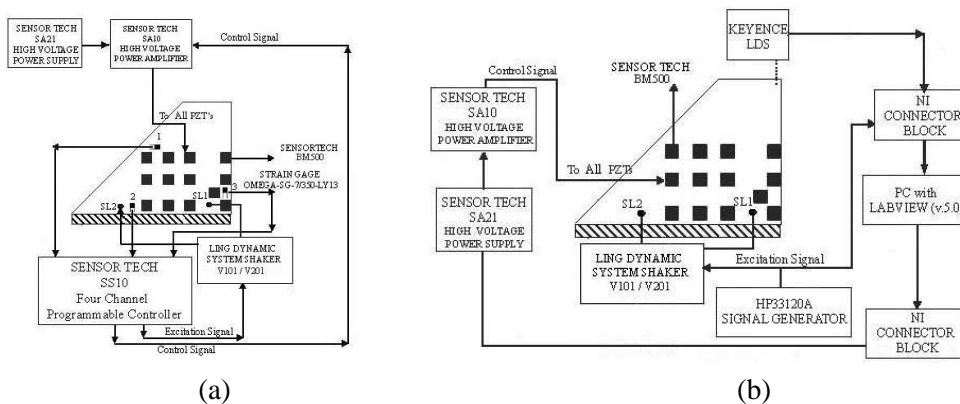 SENSOR TECH
SA21
HIGH VOLTAGE
POWER SUPPLY
SENSOR TECH
SA10
HIGH VOLTAGE
POWER AMPLIFIER
Control Signal
To All PZT's
1
SENSORTECH
BM500
STRAIN GAGE
OMEGA-SG-7/350-LY13
3
SL1
SL2
2
SENSOR TECH
SS10
Four Channel
Programmable Controller
LING DYNAMIC
SYSTEM SHAKER
V101 / V201
Excitation Signal
Control Signal
(a)
KEYENCE
LDS
SENSOR TECH
BM500
Control Signal
SENSOR TECH
SA10
HIGH VOLTAGE
POWER AMPLIFIER
NI
CONNECTOR
BLOCK
To All PZTs
SENSOR TECH
SA21
HIGH VOLTAGE
POWER SUPPLY
SL2
SL1
PC with
LABVIEW (v.5.0
LING DYNAMIC
SYSTEM SHAKER
V101 / V201
Excitation Signal
HP33120A
SIGNAL GENERATOR
NI
CONNECTOR
BLOCK
(b)